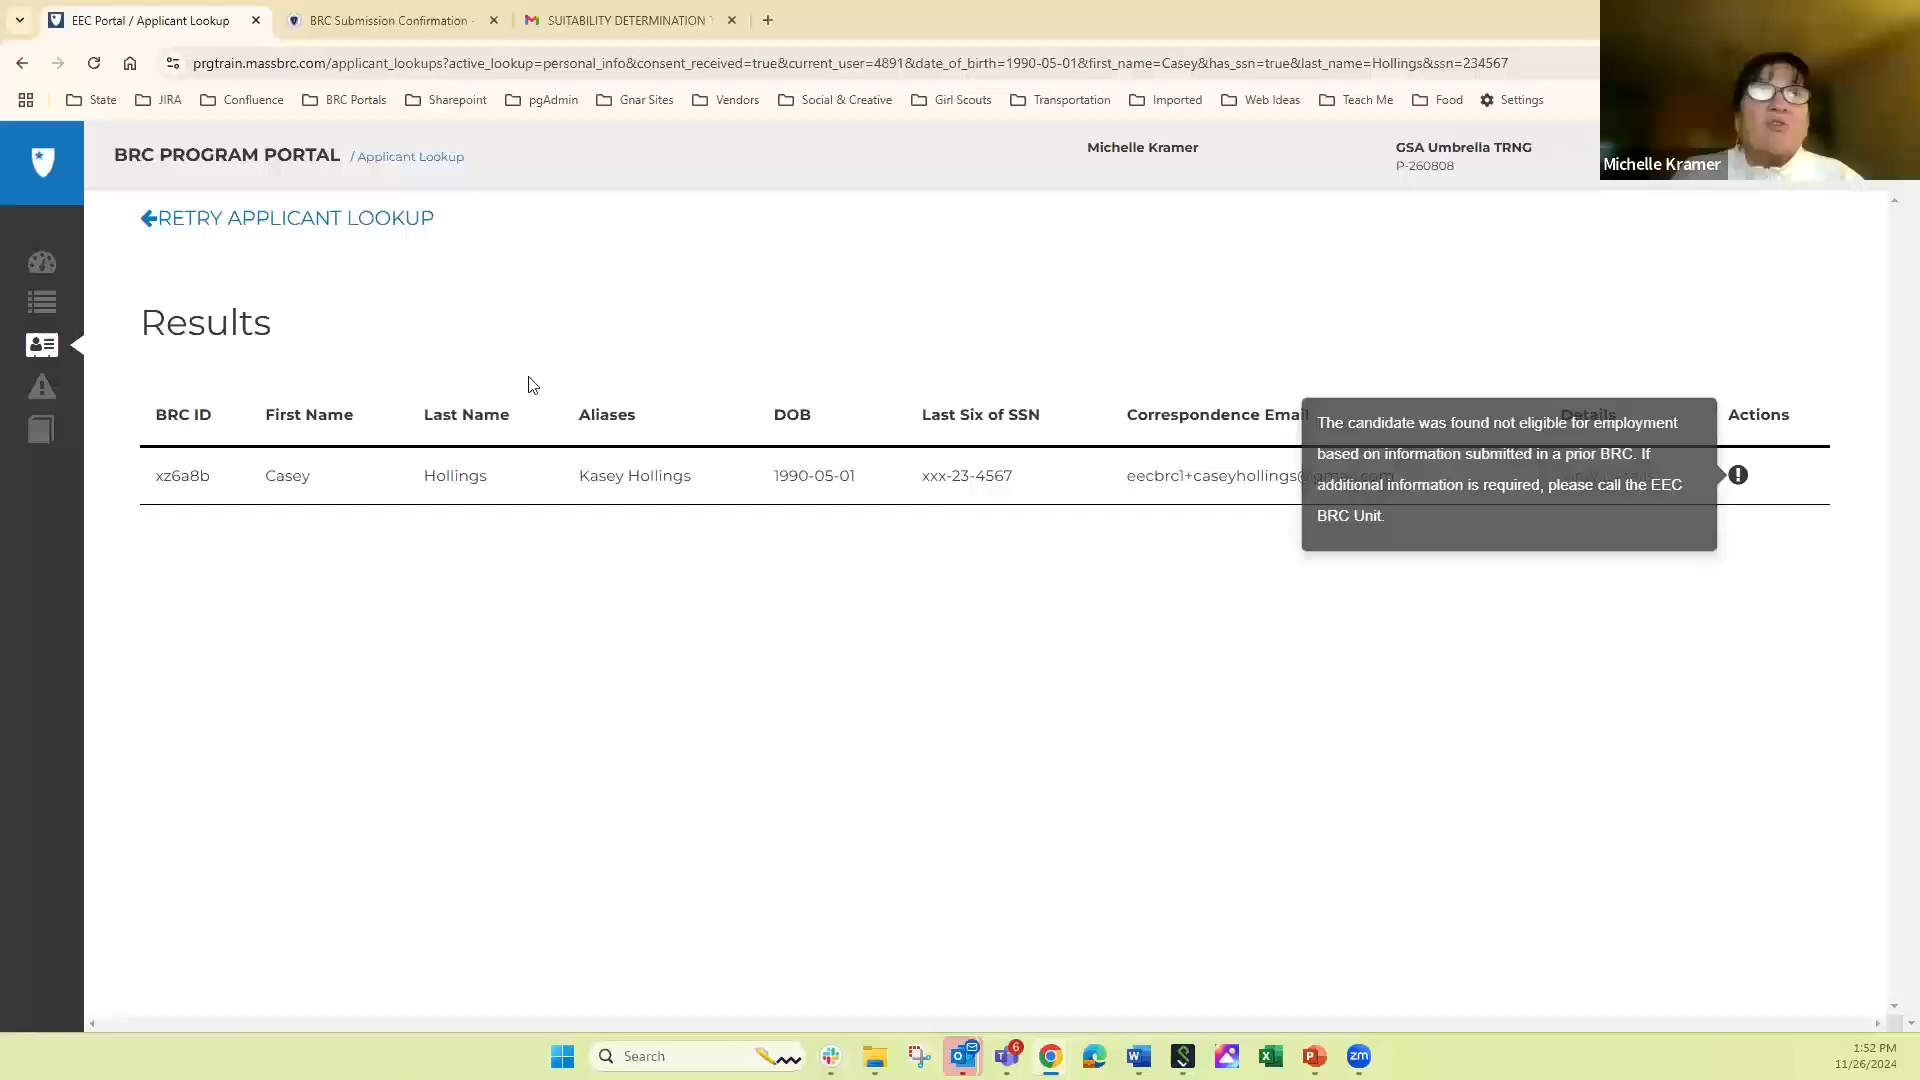 EEC Portal / Applicant Lookup
BRC Submission Confirmation
SUITABILITY DETERMINATION
prgtrain.massbrc.com/applicant_lookups?active_lookup=personal_info&consent_received=true&current_user=4891&date_of_birth=1990-05-01&first_name=Casey&has_ssn=true&last_name=Hollings&ssn=234567
State JIRA Confluence BRC Portals Sharepoint pgAdmin Gnar Sites Vendors Social & Creative Girl Scouts Transportation Imported Web Ideas Teach Me Food Settings
BRC PROGRAM PORTAL / Applicant Lookup
Michelle Kramer
GSA Umbrella TRNG
P-260808
Michelle Kramer
RETRY APPLICANT LOOKUP
Results
BRC ID First Name Last Name Aliases DOB Last Six of SSN Correspondence Email Details Actions
xz6a8b Casey Hollings Kasey Hollings 1990-05-01 xxx-23-4567 eecbrc1+caseyhollings@
The candidate was found not eligible for employment
based on information submitted in a prior BRC. If
additional information is required, please call the EEC
BRC Unit.
Search
6
zm
1:52 PM
11/26/2024